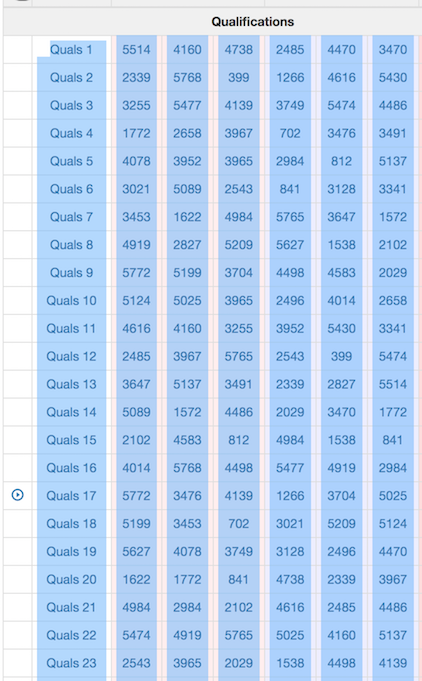 Qualifications
Quals 1 5514 4160 4738 2485 4470 3470
Quals 2 2339 5768 399 1266 4616 5430
Quals 3 3255 5477 4139 3749 5474 4486
Quals 4 1772 2658 3967 702 3476 3491
Quals 5 4078 3952 3965 2984 812 5137
Quals 6 3021 5089 2543 841 3128 3341
Quals 7 3453 1622 4984 5765 3647 1572
Quals 8 4919 2827 5209 5627 1538 2102
Quals 9 5772 5199 3704 4498 4583 2029
Quals 10 5124 5025 3965 2496 4014 2658
Quals 11 4616 4160 3255 3952 5430 3341
Quals 12 2485 3967 5765 2543 399 5474
Quals 13 3647 5137 3491 2339 2827 5514
Quals 14 5089 1572 4486 2029 3470 1772
Quals 15 2102 4583 812 4984 1538 841
Quals 16 4014 5768 4498 5477 4919 2984
Quals 17 5772 3476 4139 1266 3704 5025
Quals 18 5199 3453 702 3021 5209 5124
Quals 19 5627 4078 3749 3128 2496 4470
Quals 20 1622 1772 841 4738 2339 3967
Quals 21 4984 2984 2102 4616 2485 4486
Quals 22 5474 4919 5765 5025 4160 5137
Quals 23 2543 3965 2029 1538 4498 4139